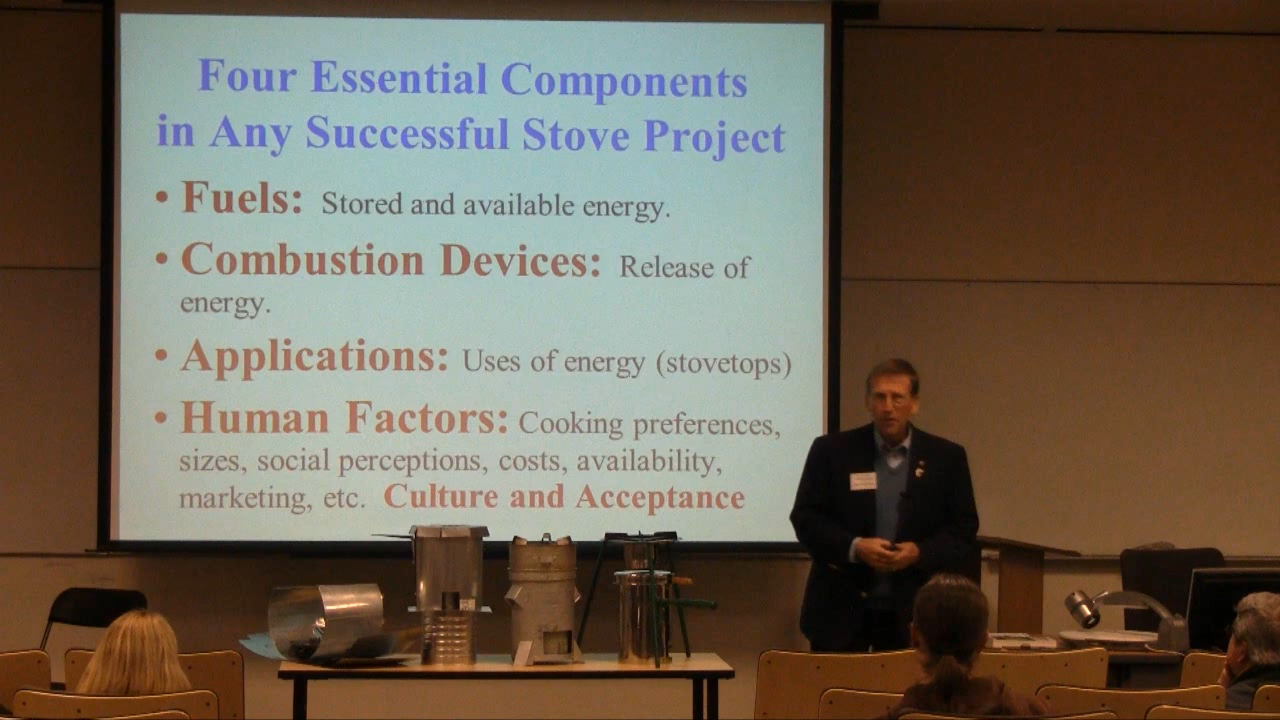 Four Essential Components
in Any Successful Stove Project
• Fuels: Stored and available energy.
• Combustion Devices: Release of
energy.
• Applications: Uses of energy (stovetops)
• Human Factors: Cooking preferences,
sizes, social perceptions, costs, availability,
marketing, etc. Culture and Acceptance